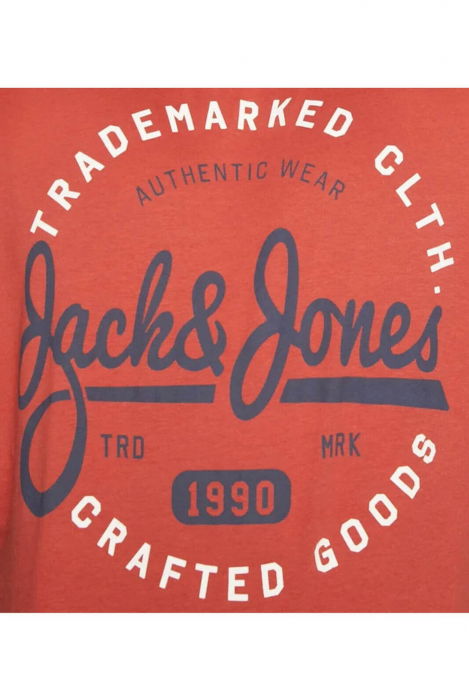 TRADEMARKED CLTH.
AUTHENTIC WEAR
Jack & Jones
TRD MRK
1990
CRAFTED GOODS